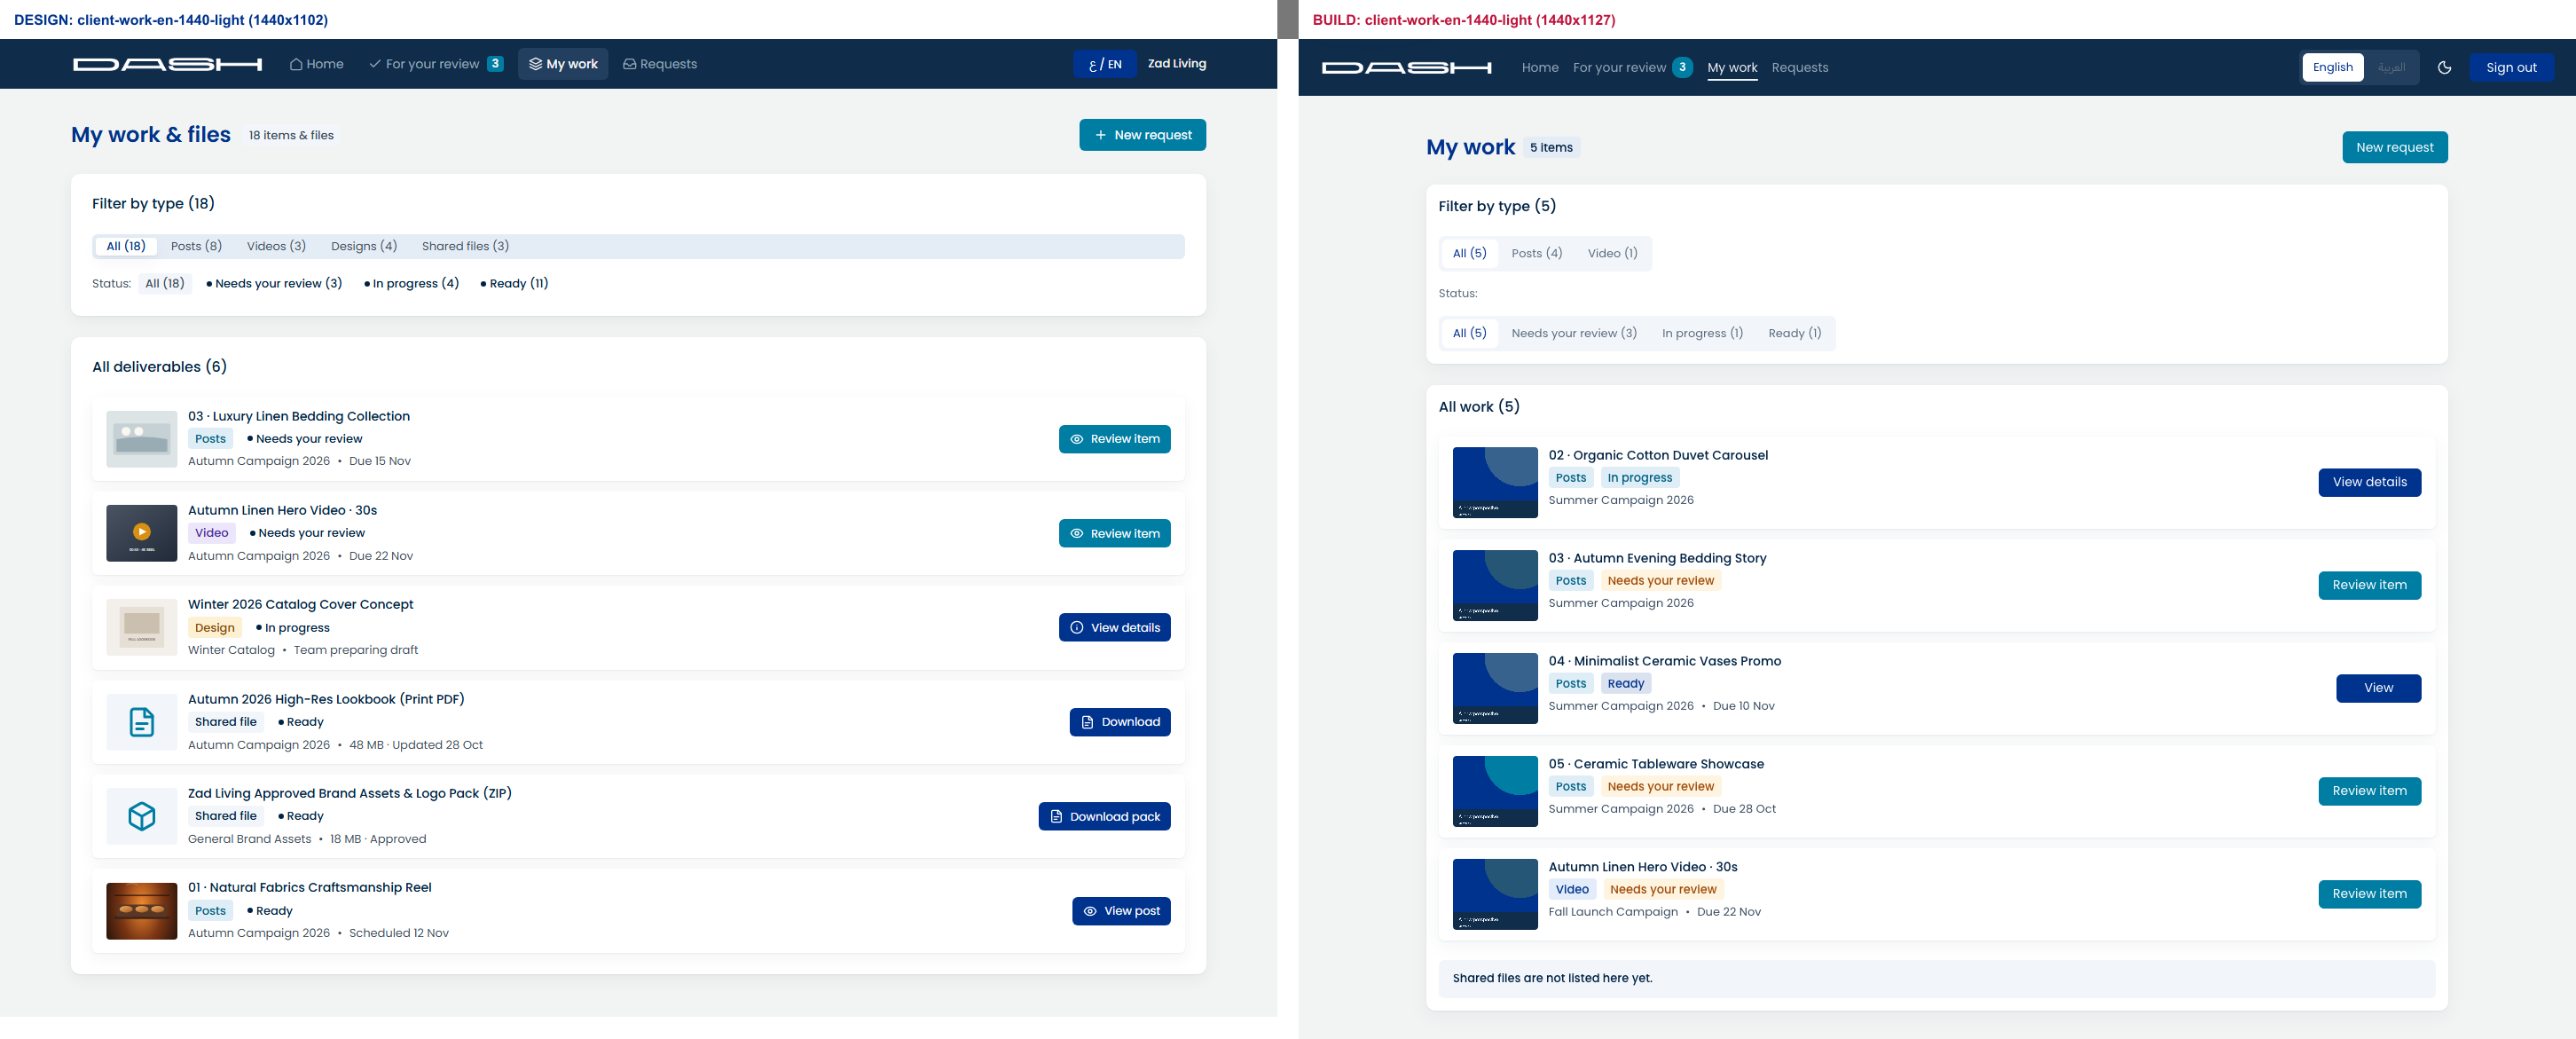 DESIGN: client-work-en-1440-light (1440x1102)
DASH
Home
For your review 3
My work
Requests
ع / EN
Zad Living
My work & files
18 items & files
New request
Filter by type (18)
All (18)
Posts (8)
Videos (3)
Designs (4)
Shared files (3)
Status: All (18) • Needs your review (3) • In progress (4) • Ready (11)
All deliverables (6)
03 · Luxury Linen Bedding Collection
Posts • Needs your review
Autumn Campaign 2026 • Due 15 Nov
Review item
Autumn Linen Hero Video · 30s
Video • Needs your review
Autumn Campaign 2026 • Due 22 Nov
Review item
Winter 2026 Catalog Cover Concept
Design • In progress
Winter Catalog • Team preparing draft
View details
Autumn 2026 High-Res Lookbook (Print PDF)
Shared file • Ready
Autumn Campaign 2026 • 48 MB · Updated 28 Oct
Download
Zad Living Approved Brand Assets & Logo Pack (ZIP)
Shared file • Ready
General Brand Assets • 18 MB · Approved
Download pack
01 · Natural Fabrics Craftsmanship Reel
Posts • Ready
Autumn Campaign 2026 • Scheduled 12 Nov
View post
BUILD: client-work-en-1440-light (1440x1127)
DASH
Home
For your review 3
My work
Requests
English
العربية
Sign out
My work
5 items
New request
Filter by type (5)
All (5)
Posts (4)
Video (1)
Status:
All (5)
Needs your review (3)
In progress (1)
Ready (1)
All work (5)
02 · Organic Cotton Duvet Carousel
Posts In progress
Summer Campaign 2026
View details
03 · Autumn Evening Bedding Story
Posts Needs your review
Summer Campaign 2026
Review item
04 · Minimalist Ceramic Vases Promo
Posts Ready
Summer Campaign 2026 • Due 10 Nov
View
05 · Ceramic Tableware Showcase
Posts Needs your review
Summer Campaign 2026 • Due 28 Oct
Review item
Autumn Linen Hero Video · 30s
Video Needs your review
Fall Launch Campaign • Due 22 Nov
Review item
Shared files are not listed here yet.